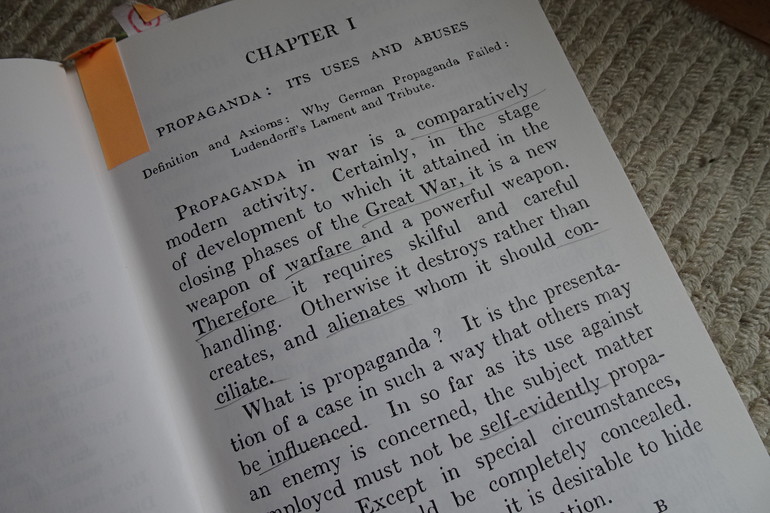 CHAPTER I
PROPAGANDA: ITS USES AND ABUSES
Definition and Axioms: Why German Propaganda Failed:
Ludendorff's Lament and Tribute.
PROPAGANDA in war is a comparatively
modern activity. Certainly, in the stage
of development to which it attained in the
closing phases of the Great War, it is a new
weapon of warfare and a powerful weapon.
Therefore it requires skilful and careful
handling. Otherwise it destroys rather than
creates, and alienates whom it should con-
ciliate.
What is propaganda? It is the presenta-
tion of a case in such a way that others may
be influenced. In so far as its use against
an enemy is concerned, the subject matter
employed must not be self-evidently propa-
Except in special circumstances,
be completely concealed.
it is desirable to hide
B